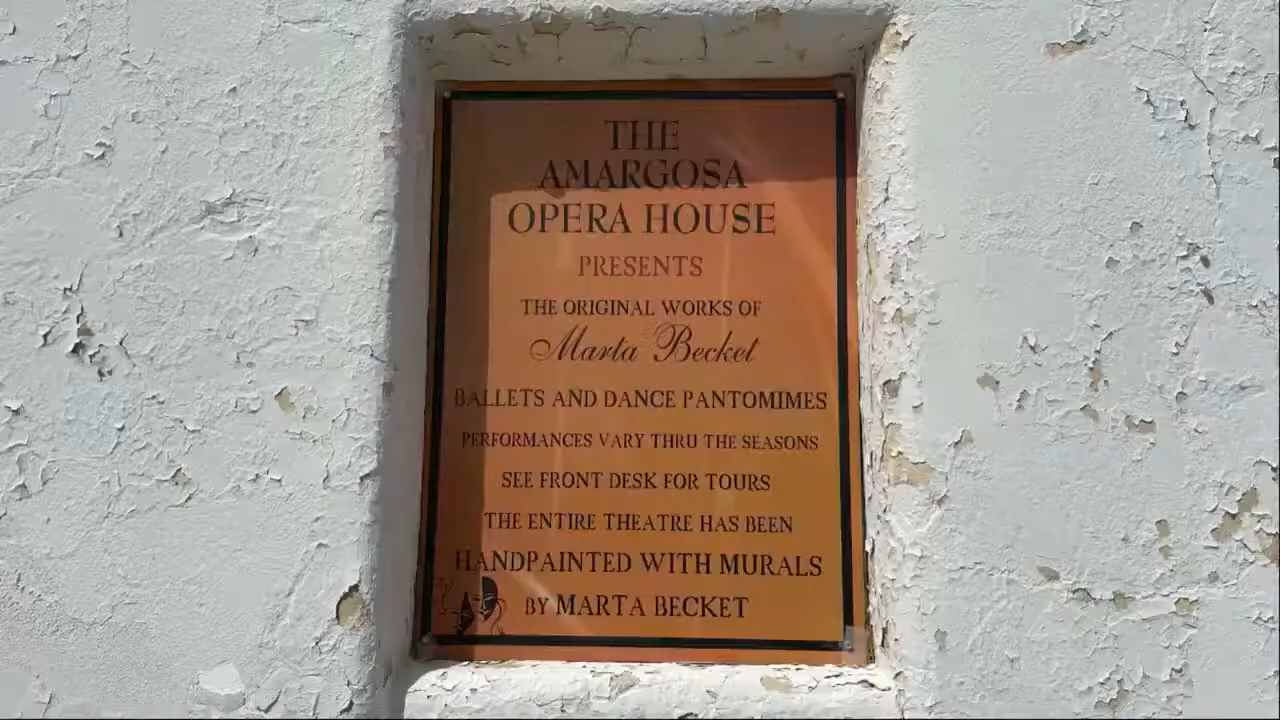 THE
AMARGOSA
OPERA HOUSE
PRESENTS
THE ORIGINAL WORKS OF
Marta Becket
BALLETS AND DANCE PANTOMIMES
PERFORMANCES VARY THRU THE SEASONS
SEE FRONT DESK FOR TOURS
THE ENTIRE THEATRE HAS BEEN
HANDPAINTED WITH MURALS
BY MARTA BECKET